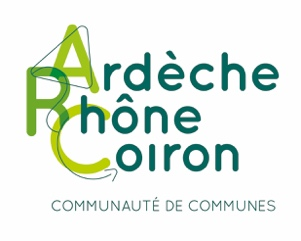 Ardèche
Rhône
Coiron
COMMUNAUTÉ DE COMMUNES